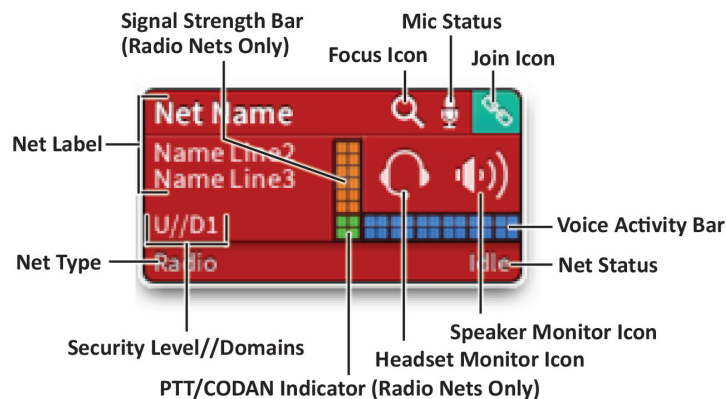 Signal Strength Bar
(Radio Nets Only)
Mic Status
Focus Icon
Join Icon
Net Name
Net Label
Name Line2
Name Line3
U//D1
Voice Activity Bar
Net Type
Radio
Idle
Net Status
Security Level//Domains
Speaker Monitor Icon
Headset Monitor Icon
PTT/CODAN Indicator (Radio Nets Only)